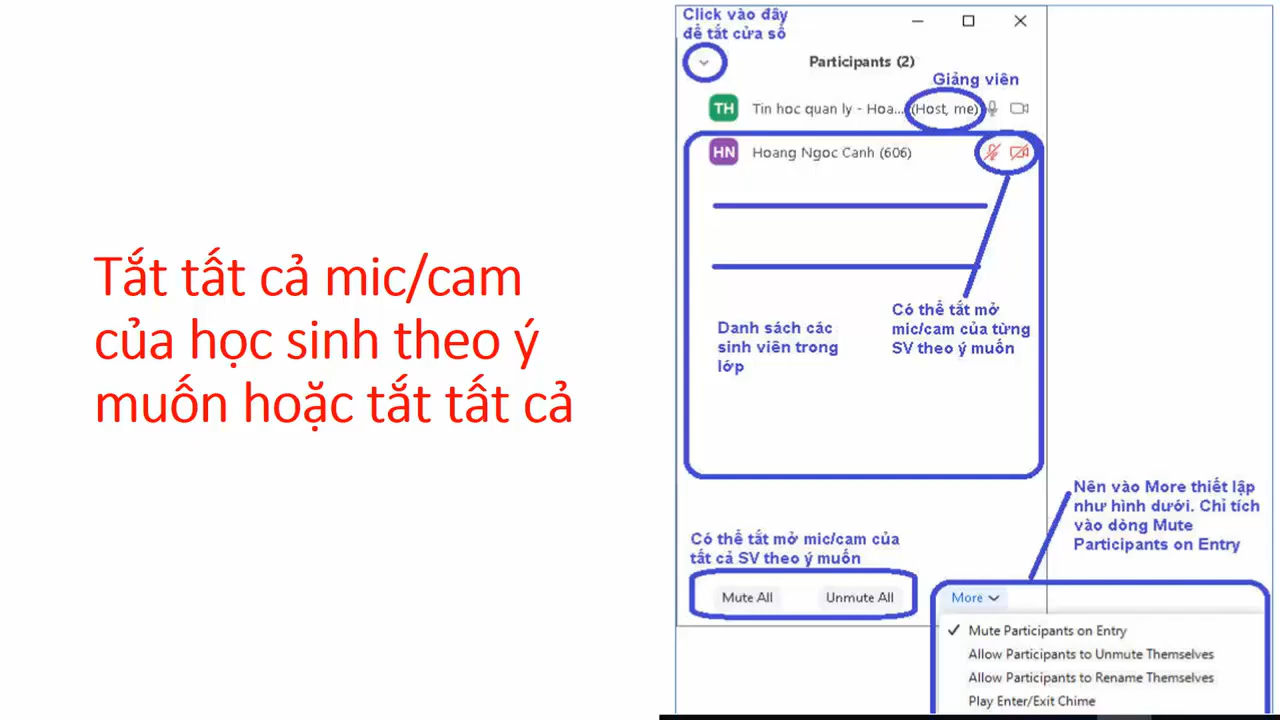 Tắt tất cả mic/cam
của học sinh theo ý
muốn hoặc tắt tất cả
Click vào đây
để tắt cửa sổ
Participants (2)
Giảng viên
TH
Tin hoc quan ly - Hoa... (Host, me)
HN
Hoang Ngoc Canh (606)
Có thể tắt mở
mic/cam của từng
SV theo ý muốn
Danh sách các
sinh viên trong
lớp
Nên vào More thiết lập
như hình dưới. Chỉ tích
vào dòng Mute
Participants on Entry
Có thể tắt mở mic/cam của
tất cả SV theo ý muốn
Mute All
Unmute All
More
Mute Participants on Entry
Allow Participants to Unmute Themselves
Allow Participants to Rename Themselves
Play Enter/Exit Chime